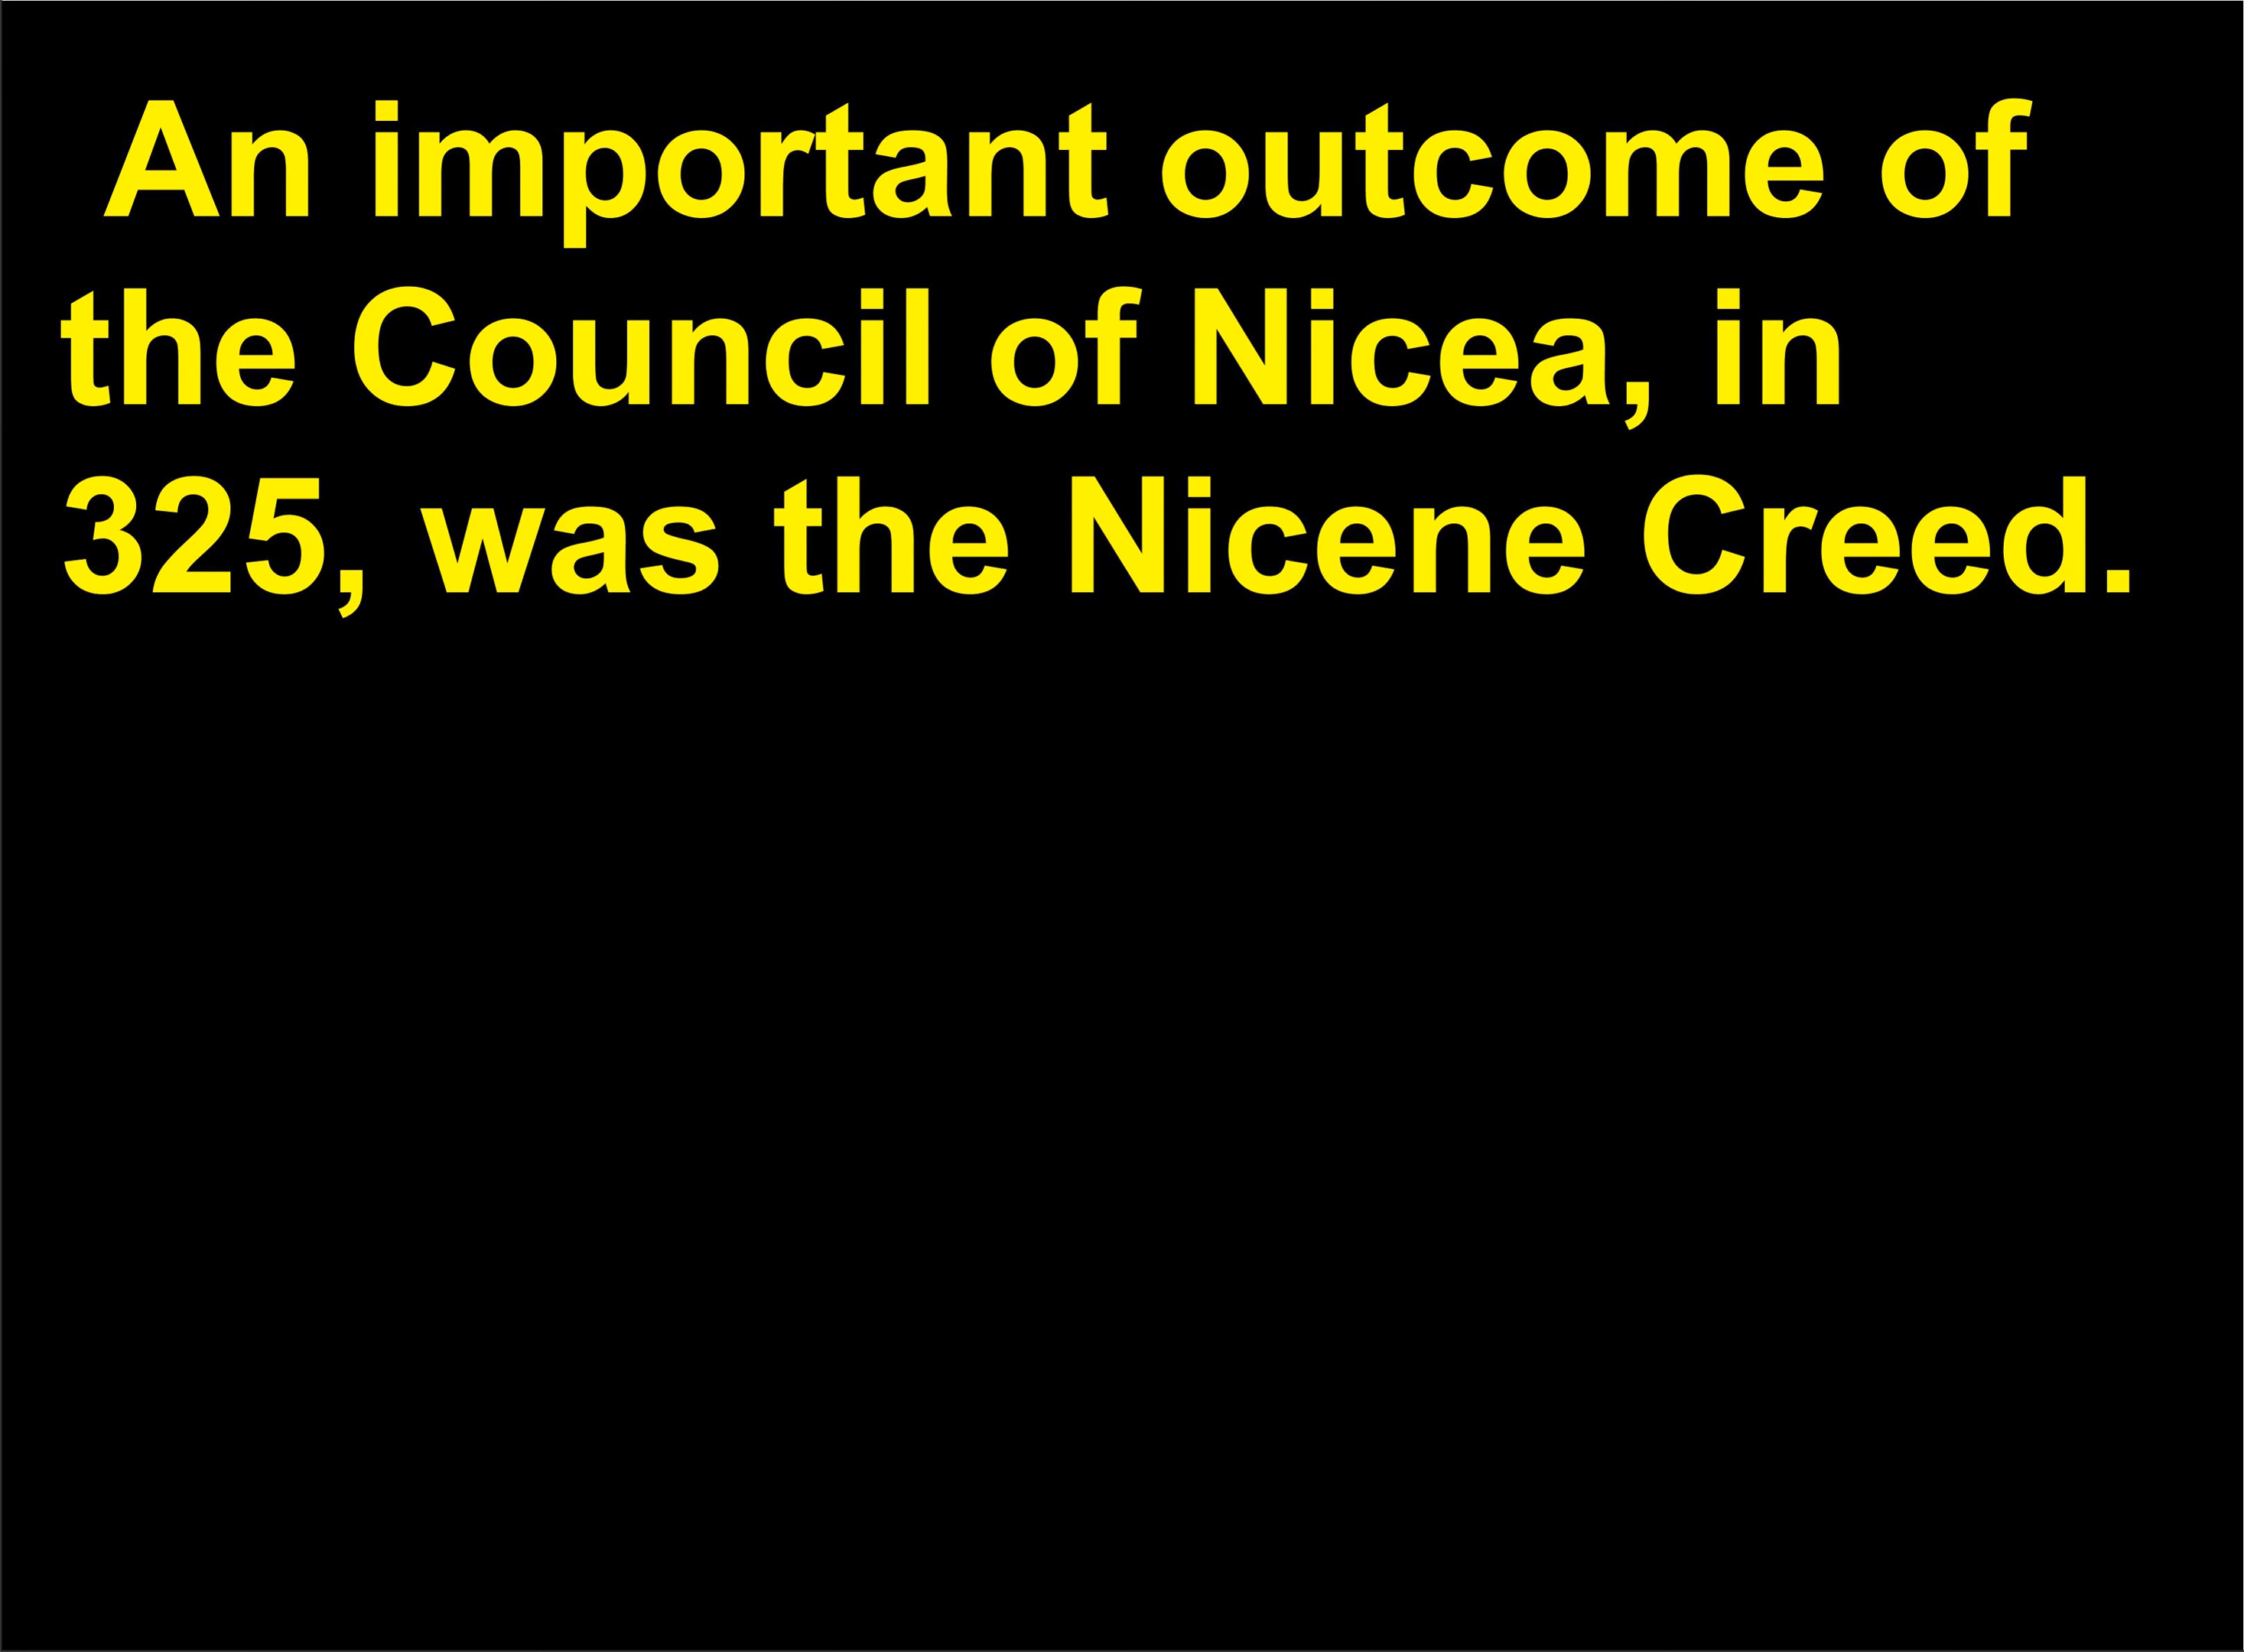 An important outcome of
the Council of Nicea, in
325, was the Nicene Creed.